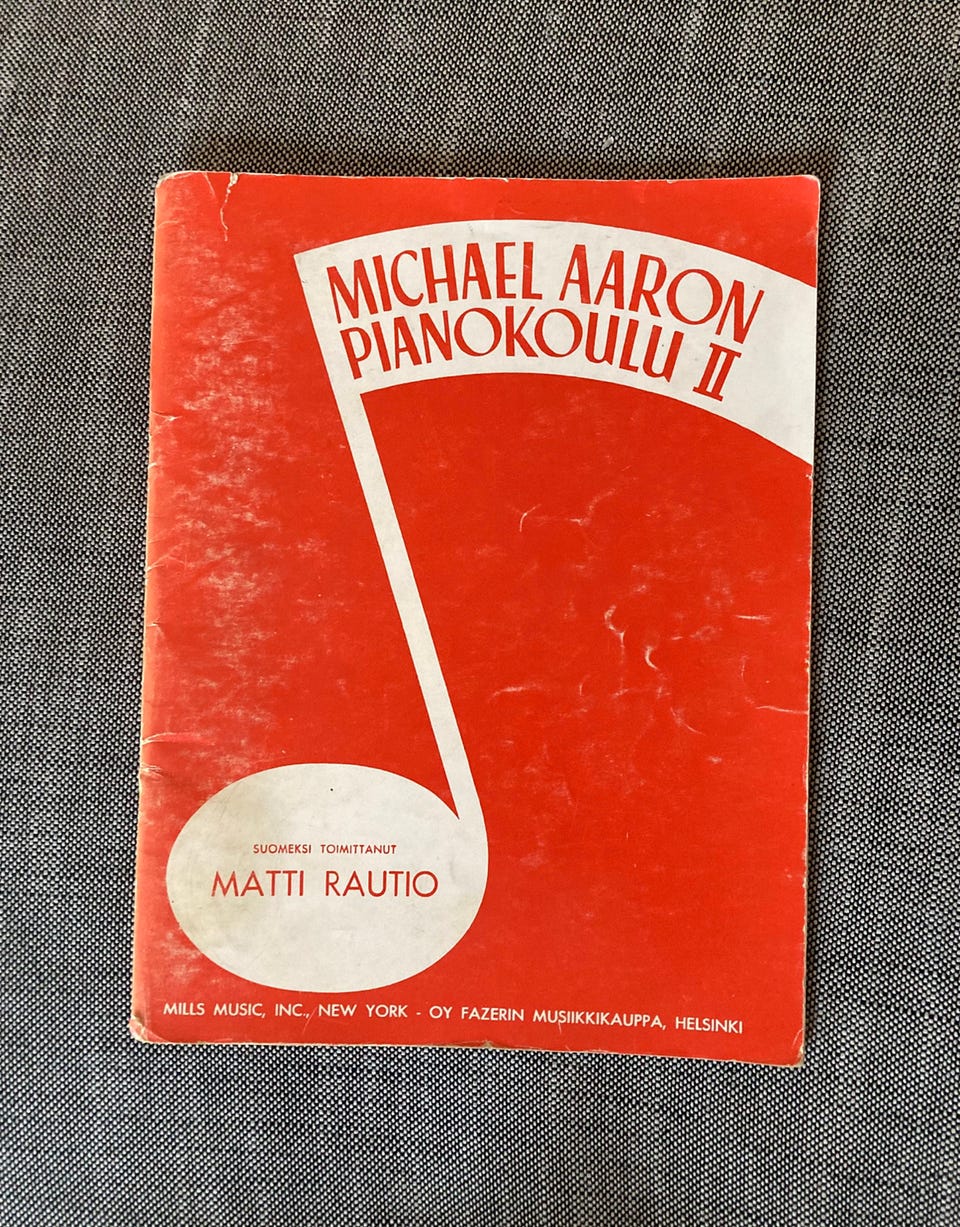 MICHAEL AARON
PIANOKOULU II
SUOMEKSI TOIMITTANUT
MATTI RAUTIO
MILLS MUSIC, INC., NEW YORK - OY FAZERIN MUSIIKKIKAUPPA, HELSINKI